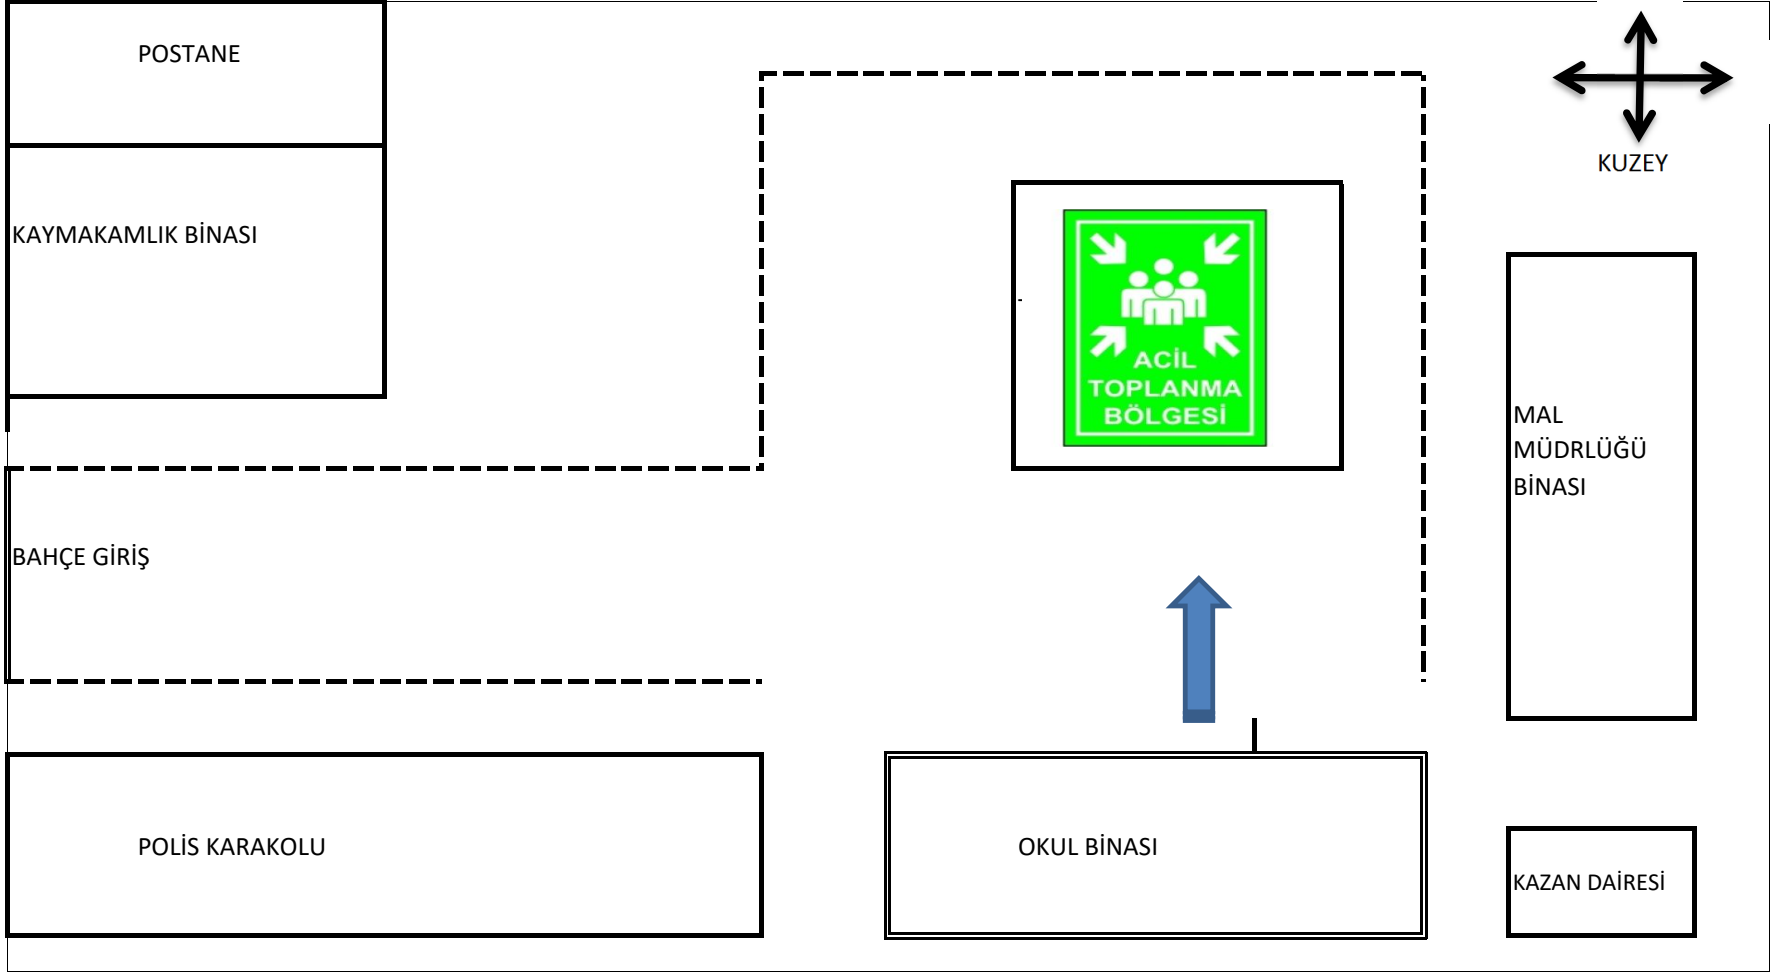 POSTANE
KUZEY
KAYMAKAMLIK BİNASI
-
ACİL
TOPLANMA
BÖLGESİ
MAL
MÜDRLÜĞÜ
BİNASI
BAHÇE GİRİŞ
POLİS KARAKOLU
OKUL BİNASI
KAZAN DAİRESİ